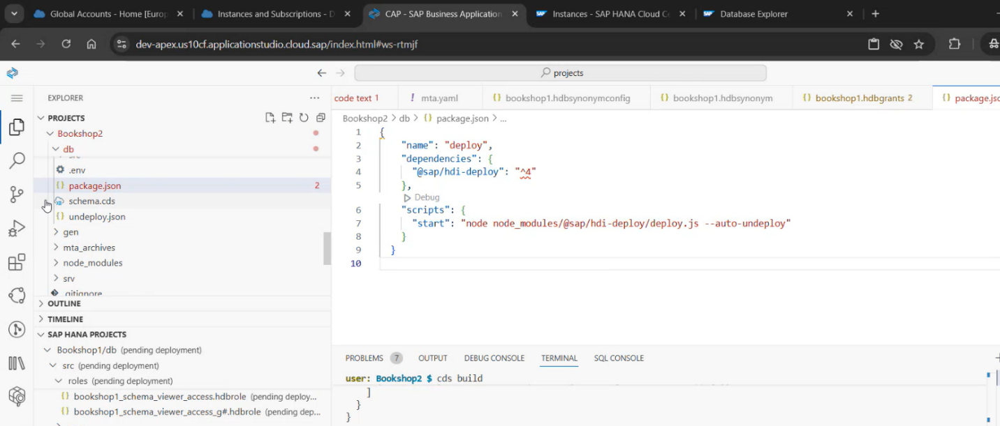 Global Accounts - Home [Europ
Instances and Subscriptions - D
CAP - SAP Business Application
Instances - SAP HANA Cloud Ce
Database Explorer
dev-apex.us10cf.applicationstudio.cloud.sap/index.html#ws-rtmjf
projects
EXPLORER
code text 1
mta.yaml
bookshop1.hdbsynonymconfig
bookshop1.hdbsynonym
bookshop1.hdbgrants 2
package.jso
PROJECTS
Bookshop2 > db > {} package.json > ...
Bookshop2
db
src
.env
package.json 2
schema.cds
undeploy.json
gen
mta_archives
node_modules
srv
.gitignore
OUTLINE
TIMELINE
SAP HANA PROJECTS
Bookshop1/db (pending deployment)
src (pending deployment)
roles (pending deployment)
{} bookshop1_schema_viewer_access.hdbrole (pending deploy...
{} bookshop1_schema_viewer_access_g#.hdbrole (pending dep...
1 {
2 "name": "deploy",
3 "dependencies": {
4 "@sap/hdi-deploy": "^4"
5 },
Debug
6 "scripts": {
7 "start": "node node_modules/@sap/hdi-deploy/deploy.js --auto-undeploy"
8 }
9 }
10
PROBLEMS 7 OUTPUT DEBUG CONSOLE TERMINAL SQL CONSOLE
user: Bookshop2 $ cds build
]
}
}